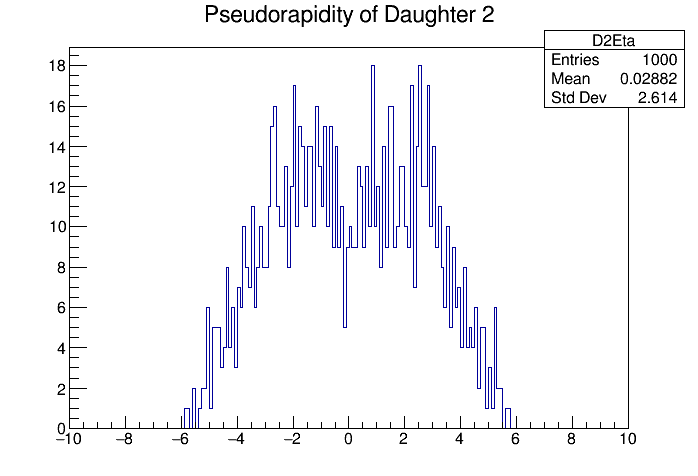 Pseudorapidity of Daughter 2
D2Eta
Entries 1000
Mean 0.02882
Std Dev 2.614
18
16
14
12
10
8
6
4
2
0
−10 −8 −6 −4 −2 0 2 4 6 8 10